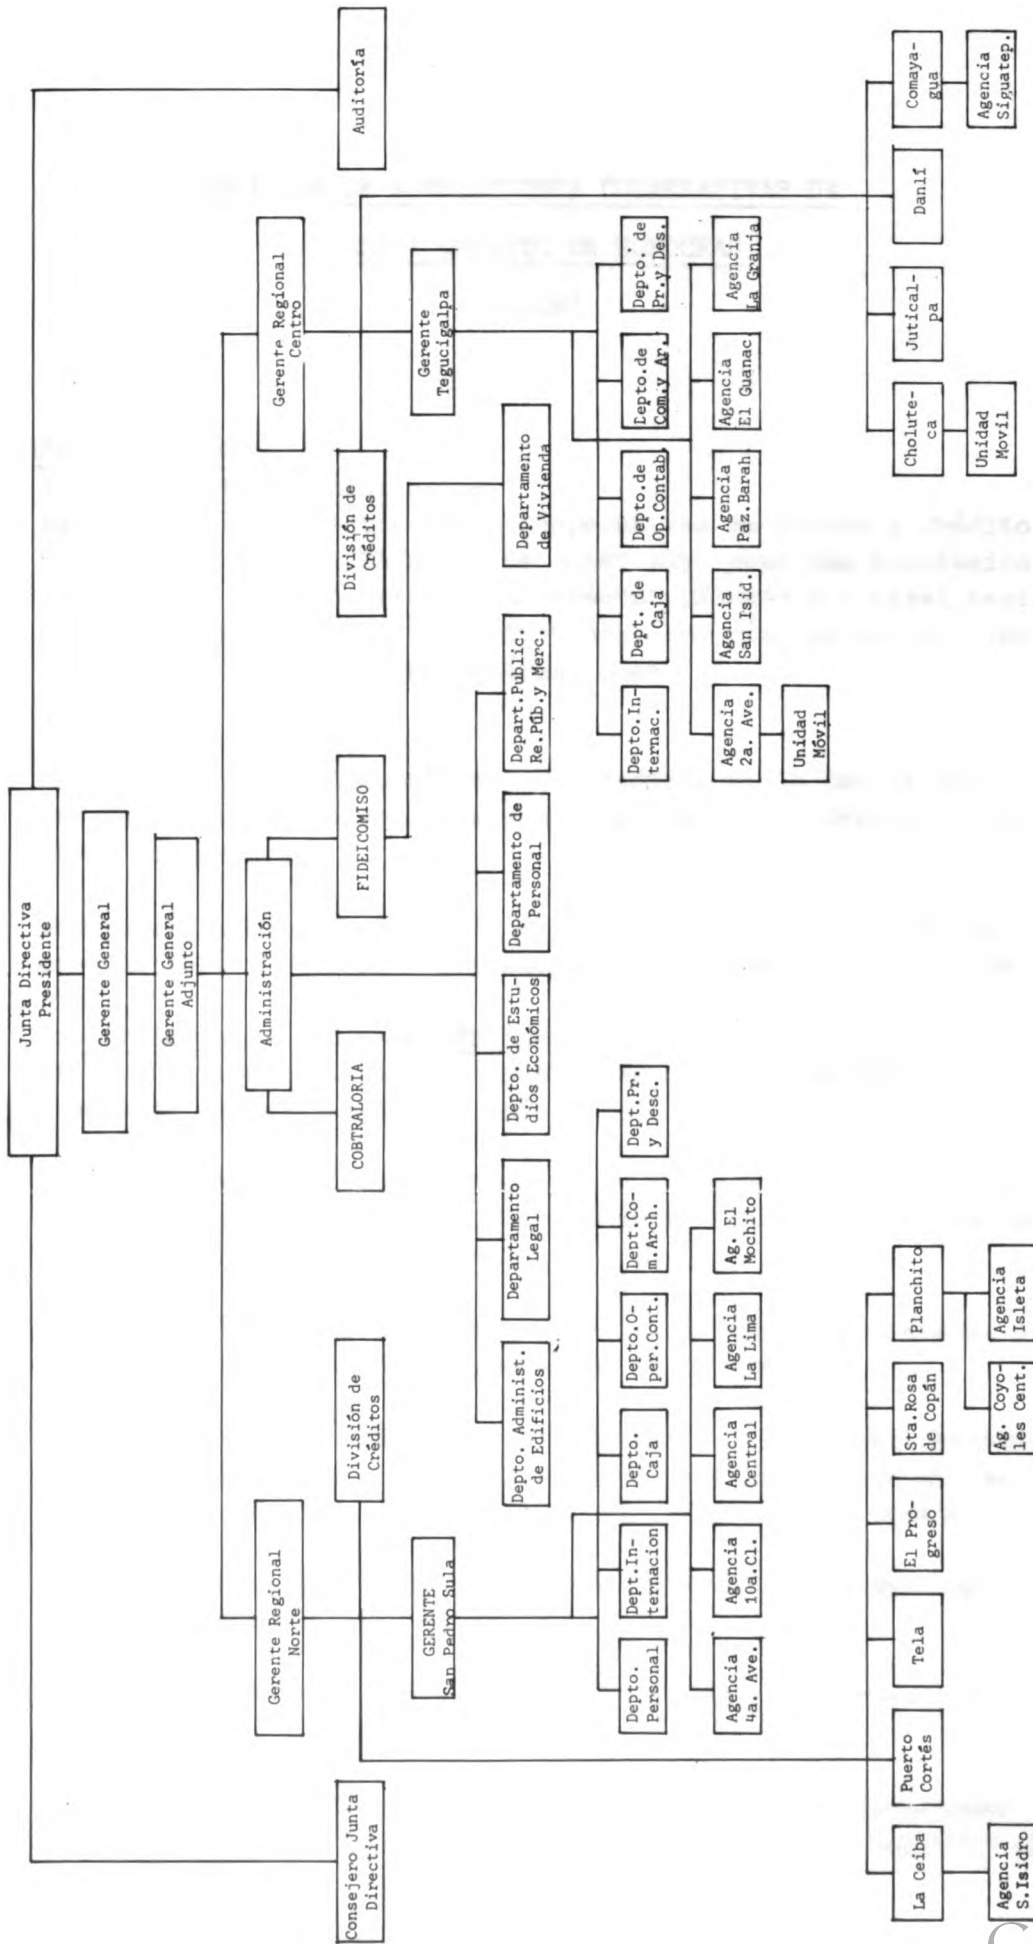 Junta Directiva
Presidente
Gerente General
Gerente General
Adjunto
Administración
Gerente Regional
Norte
Gerente Regional
Centro
Consejero Junta
Directiva
División de
Créditos
COBTRALORIA
FIDEICOMISO
División de
Créditos
Auditoría
GERENTE
San Pedro Sula
Gerente
Tegucigalpa
Depto. Administ.
de Edificios
Departamento
Legal
Depto. de Estu-
dios Económicos
Departamento de
Personal
Depart.Public.
Re.Púb.y Merc.
Departamento
de Vivienda
Depto.
Personal
Dept.In-
ternacion
Depto.
Caja
Depto.O-
per.Cont.
Dept.Co-
m.Arch.
Dept.Pr.
y Desc.
Depto.In-
ternac.
Dept. de
Caja
Depto.de
Op.Contab.
Depto.de
Com.y Ar.
Depto. de
Pr.y Des.
Agencia
4a. Ave.
Agencia
10a.Cl.
Agencia
Central
Agencia
La Lima
Ag. El
Mochito
Agencia
2a. Ave.
Agencia
San Isid.
Agencia
Paz.Barah.
Agencia
El Guanac.
Agencia
La Granja
Unidad
Móvil
La Ceiba
Puerto
Cortés
Tela
El Pro-
greso
Sta.Rosa
de Copán
Planchito
Cholute-
ca
Jutical-
pa
Danlí
Comaya-
gua
Agencia
S.Isidro
Ag. Coyo-
les Cent.
Agencia
Isleta
Unidad
Movil
Agencia
Siguatep.